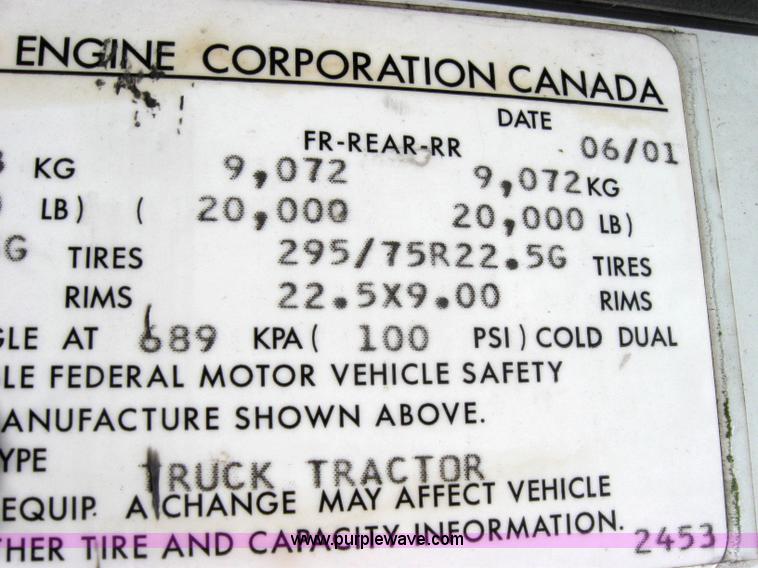 ENGINE CORPORATION CANADA
DATE
FR-REAR-RR 06/01
KG 9,072 9,072 KG
LB) ( 20,000 20,000 LB)
G TIRES 295/75R22.5G TIRES
RIMS 22.5X9.00 RIMS
GLE AT 689 KPA ( 100 PSI) COLD DUAL
LE FEDERAL MOTOR VEHICLE SAFETY
ANUFACTURE SHOWN ABOVE.
YPE TRUCK TRACTOR
EQUIP. A CHANGE MAY AFFECT VEHICLE
THER TIRE AND CAPACITY INFORMATION. 2453
www.purplewave.com